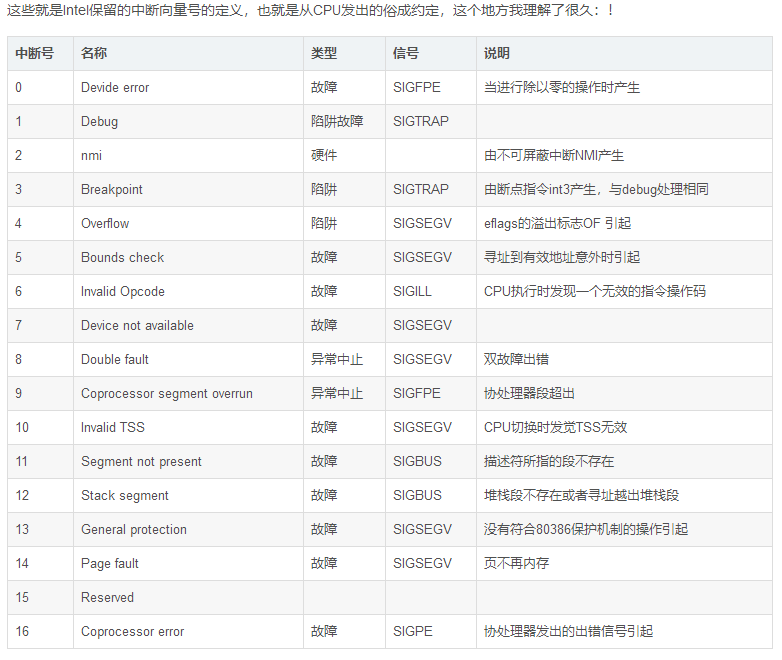 这些就是Intel保留的中断向量号的定义，也就是从CPU发出的俗成约定，这个地方我理解了很久：！
中断号 名称 类型 信号 说明
0 Devide error 故障 SIGFPE 当进行除以零的操作时产生
1 Debug 陷阱故障 SIGTRAP
2 nmi 硬件 由不可屏蔽中断NMI产生
3 Breakpoint 陷阱 SIGTRAP 由断点指令int3产生，与debug处理相同
4 Overflow 陷阱 SIGSEGV eflags的溢出标志OF 引起
5 Bounds check 故障 SIGSEGV 寻址到有效地址意外时引起
6 Invalid Opcode 故障 SIGILL CPU执行时发现一个无效的指令操作码
7 Device not available 故障 SIGSEGV
8 Double fault 异常中止 SIGSEGV 双故障出错
9 Coprocessor segment overrun 异常中止 SIGFPE 协处理器段超出
10 Invalid TSS 故障 SIGSEGV CPU切换时发觉TSS无效
11 Segment not present 故障 SIGBUS 描述符所指的段不存在
12 Stack segment 故障 SIGBUS 堆栈段不存在或者寻址越出堆栈段
13 General protection 故障 SIGSEGV 没有符合80386保护机制的操作引起
14 Page fault 故障 SIGSEGV 页不再内存
15 Reserved
16 Coprocessor error 故障 SIGPE 协处理器发出的出错信号引起